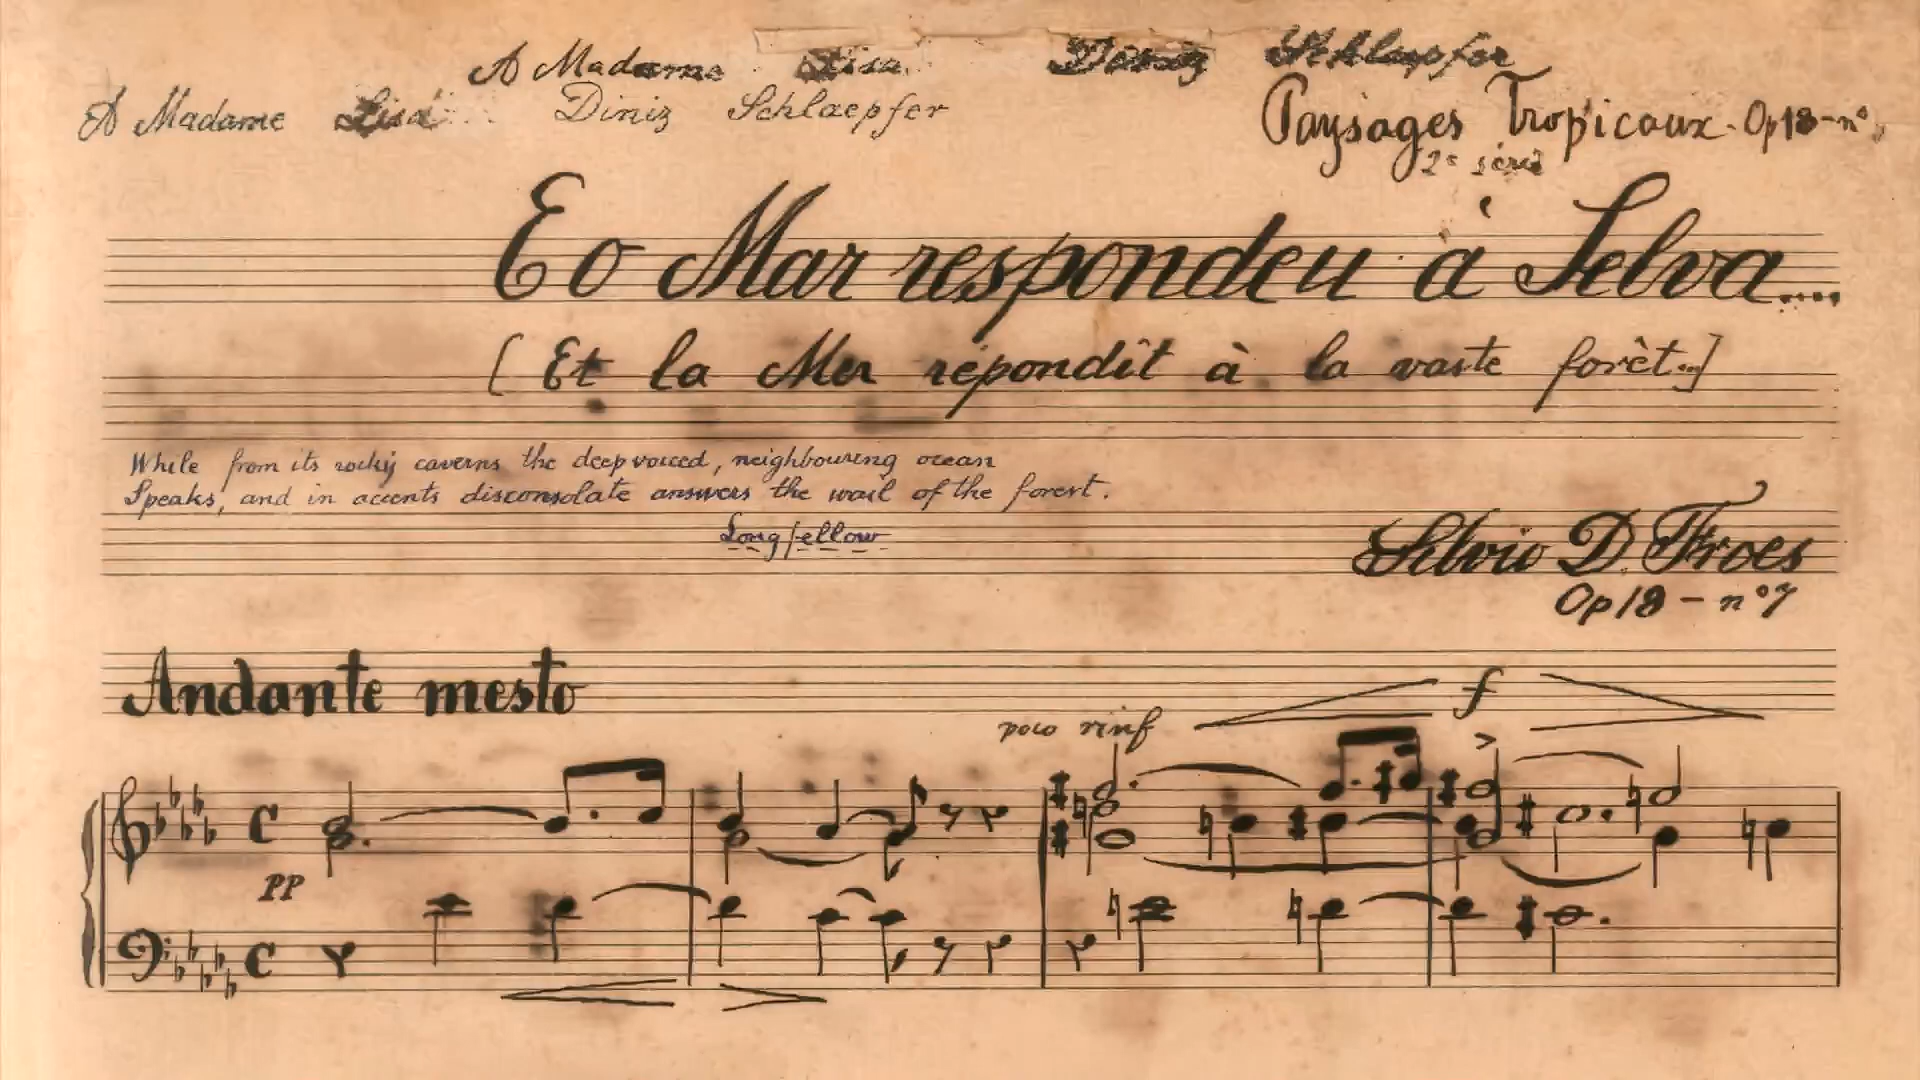 A Madame Lisa Diniz Schlaepfer
A Madame Lisa Diniz Schlaepfer
Paysages Tropicaux - Op 18 - nº
2e série
E o Mar respondeu à Selva....
[Et la Mer répondit à la vaste forêt...]
While from its rocky caverns the deep voiced, neighbouring ocean
Speaks, and in accents disconsolate answers the wail of the forest.
Longfellow
Silvio D. Froes
Op 18 - nº 7
Andante mesto
poco rinf f
pp